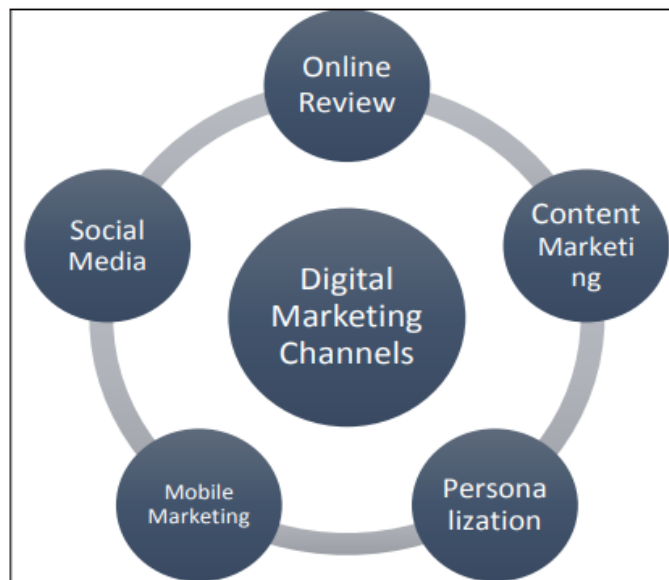 Online
Review
Content
Marketi
ng
Social
Media
Digital
Marketing
Channels
Mobile
Marketing
Persona
lization